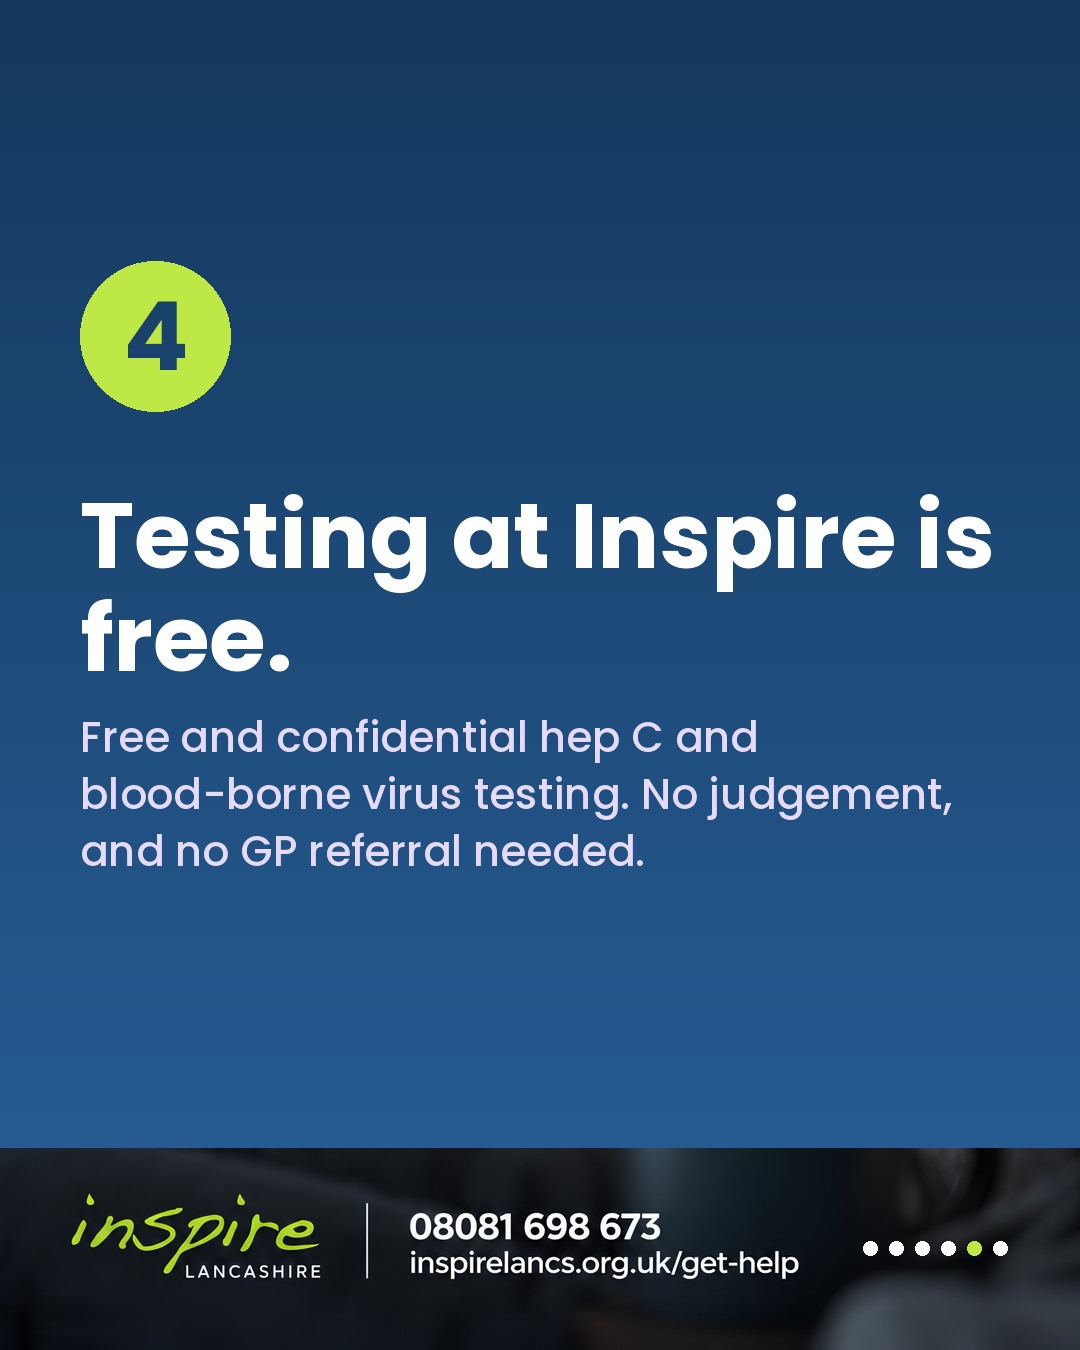 4
Testing at Inspire is
free.
Free and confidential hep C and
blood-borne virus testing. No judgement,
and no GP referral needed.
inspire
LANCASHIRE
08081 698 673
inspirelancs.org.uk/get-help